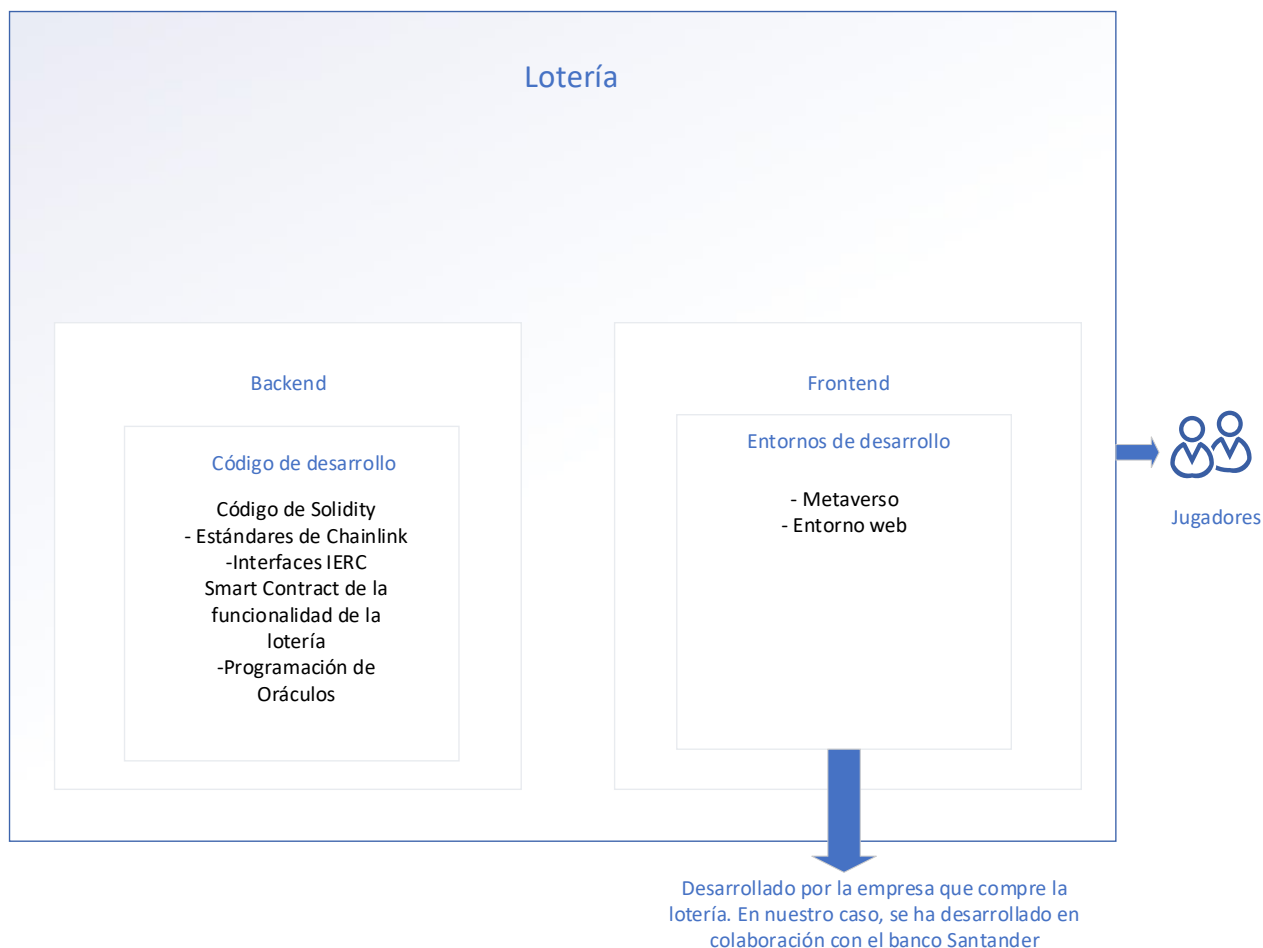 Lotería
Backend
Código de desarrollo
Código de Solidity
- Estándares de Chainlink
-Interfaces IERC
Smart Contract de la
funcionalidad de la
lotería
-Programación de
Oráculos
Frontend
Entornos de desarrollo
- Metaverso
- Entorno web
Jugadores
Desarrollado por la empresa que compre la
lotería. En nuestro caso, se ha desarrollado en
colaboración con el banco Santander